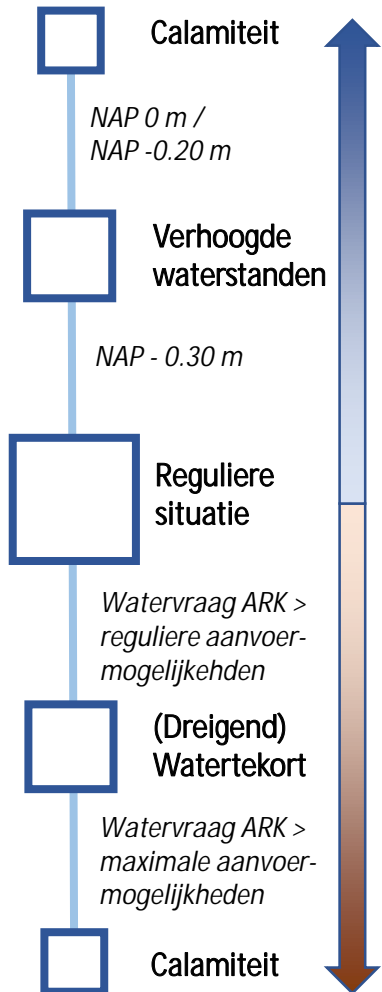 Calamiteit
NAP 0 m /
NAP -0.20 m
Verhoogde
waterstanden
NAP - 0.30 m
Reguliere
situatie
Watervraag ARK >
reguliere aanvoer-
mogelijkehden
(Dreigend)
Watertekort
Watervraag ARK >
maximale aanvoer-
mogelijkheden
Calamiteit